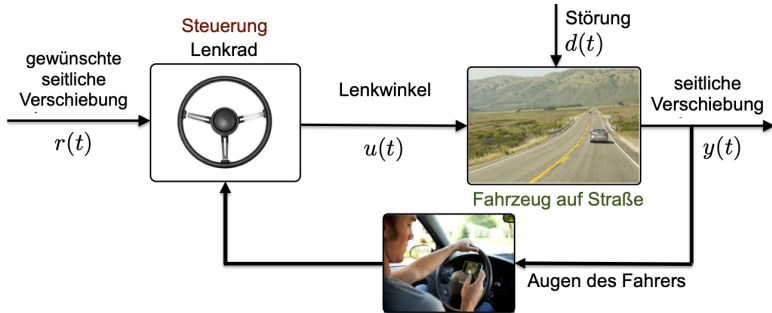 Steuerung
Lenkrad
gewünschte
seitliche
Verschiebung
r(t)
Lenkwinkel
u(t)
Störung
d(t)
seitliche
Verschiebung
y(t)
Fahrzeug auf Straße
Augen des Fahrers